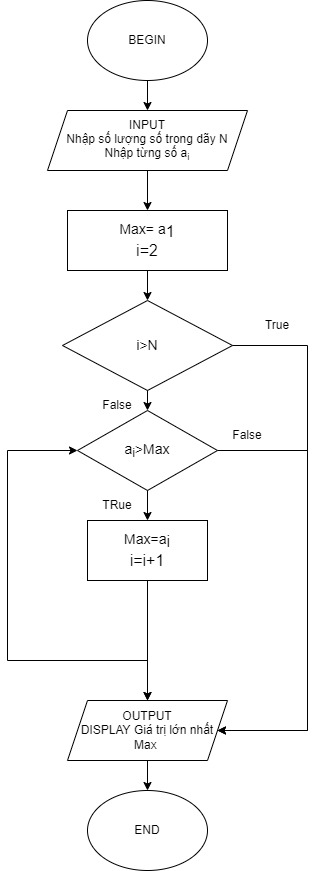 BEGIN
INPUT
Nhập số lượng số trong dãy N
Nhập từng số ai
Max= a1
i=2
True
i>N
False
False
ai>Max
TRue
Max=ai
i=i+1
OUTPUT
DISPLAY Giá trị lớn nhất
Max
END